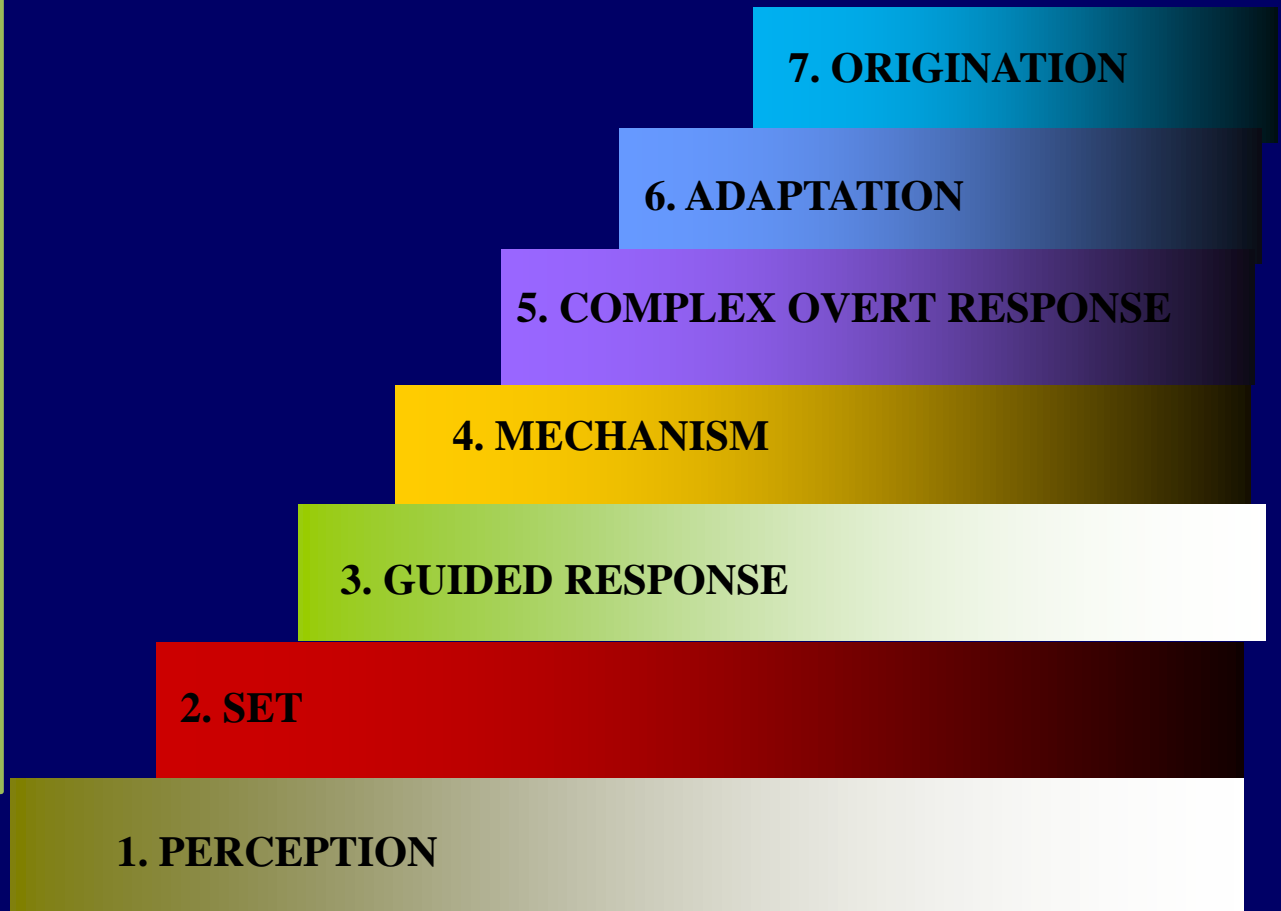 7. ORIGINATION
6. ADAPTATION
5. COMPLEX OVERT RESPONSE
4. MECHANISM
3. GUIDED RESPONSE
2. SET
1. PERCEPTION